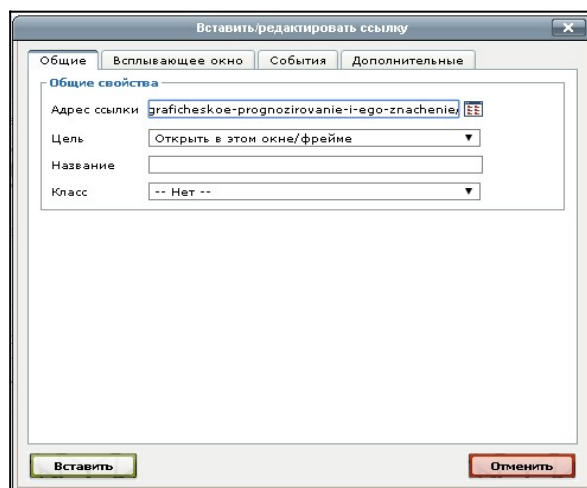 Вставить/редактировать ссылку
Общие Всплывающее окно События Дополнительные
Общие свойства
Адрес ссылки graficheskoe-prognozirovanie-i-ego-znachenie/
Цель Открыть в этом окне/фрейме
Название
Класс -- Нет --
Вставить Отменить